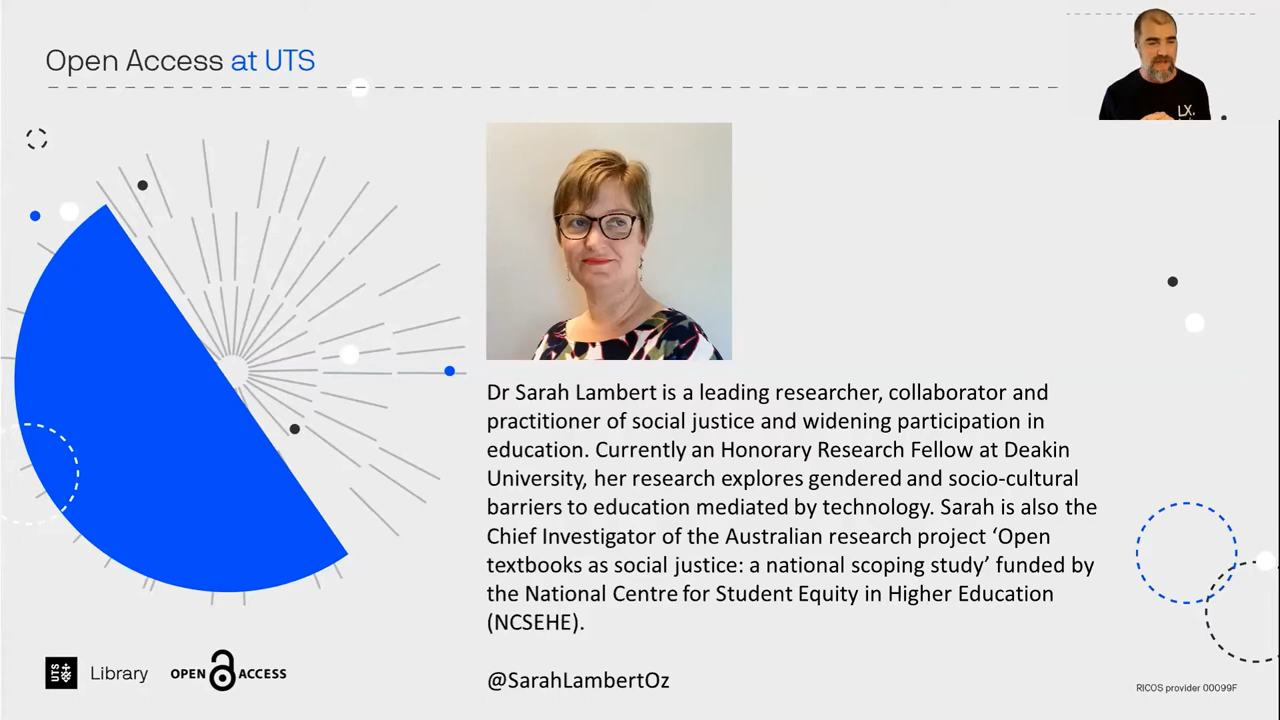 Open Access at UTS
LX.
Dr Sarah Lambert is a leading researcher, collaborator and
practitioner of social justice and widening participation in
education. Currently an Honorary Research Fellow at Deakin
University, her research explores gendered and socio-cultural
barriers to education mediated by technology. Sarah is also the
Chief Investigator of the Australian research project ‘Open
textbooks as social justice: a national scoping study’ funded by
the National Centre for Student Equity in Higher Education
(NCSEHE).
@SarahLambertOz
UTS Library OPEN ACCESS
RICOS provider 00099F